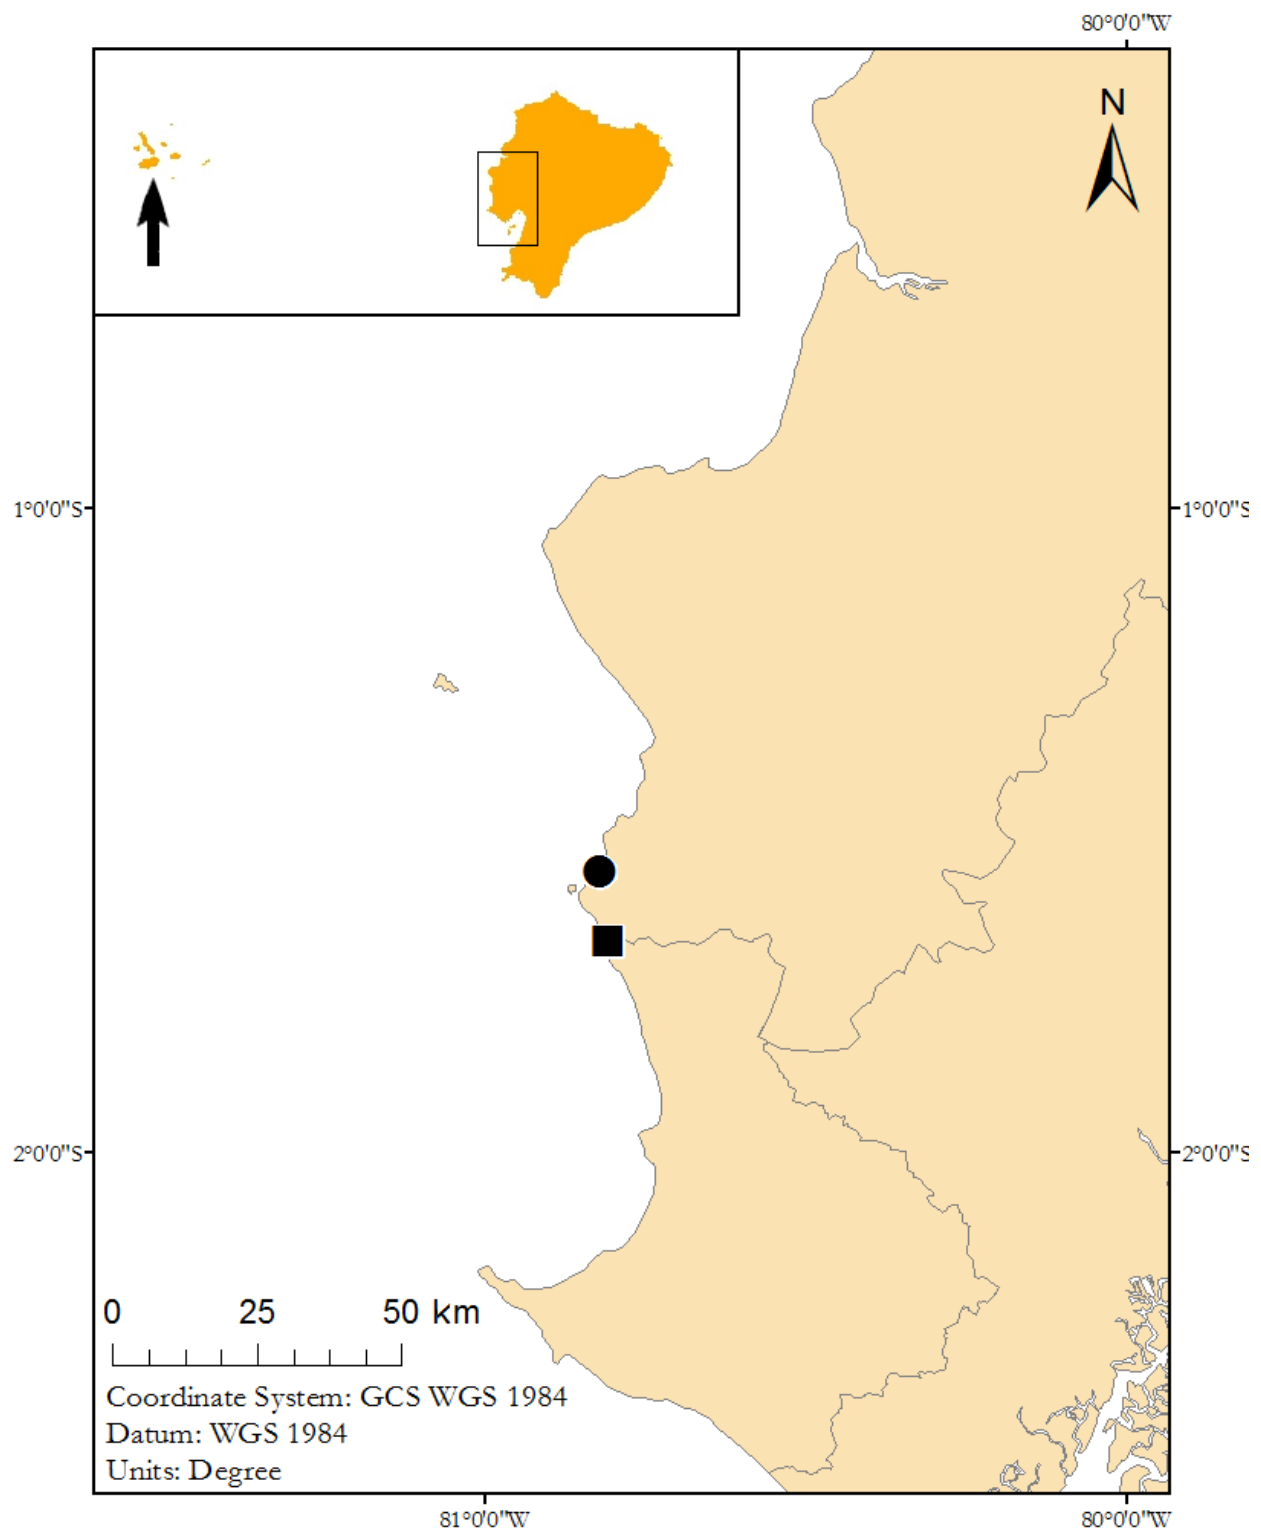 80°0'0"W
N
1°0'0"S
1°0'0"S
2°0'0"S
2°0'0"S
0 25 50 km
Coordinate System: GCS WGS 1984
Datum: WGS 1984
Units: Degree
81°0'0"W
80°0'0"W